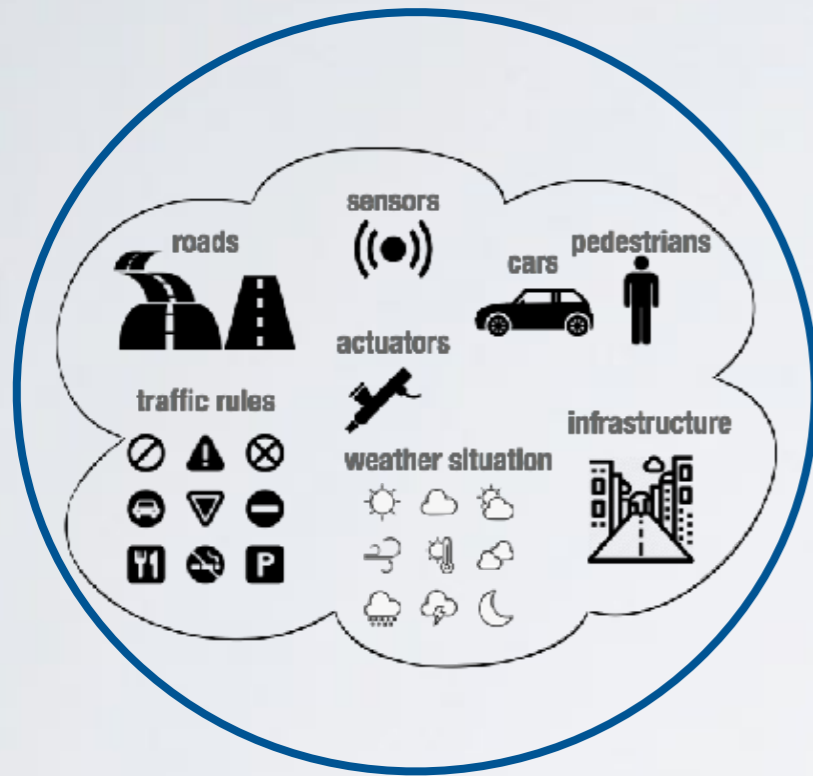 sensors
roads
cars
pedestrians
actuators
traffic rules
infrastructure
weather situation
P